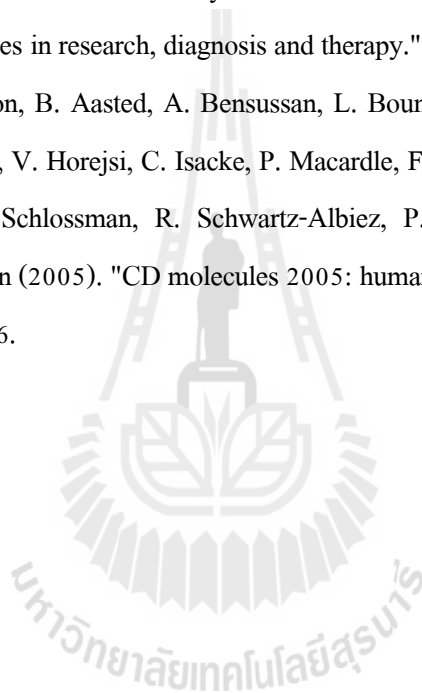 es in research, diagnosis and therapy."
on, B. Aasted, A. Bensussan, L. Boun
, V. Horejsi, C. Isacke, P. Macardle, F
Schlossman, R. Schwartz-Albiez, P.
n (2005). "CD molecules 2005: human
6.
มหาวิทยาลัยเทคโนโลยีสุรนารี